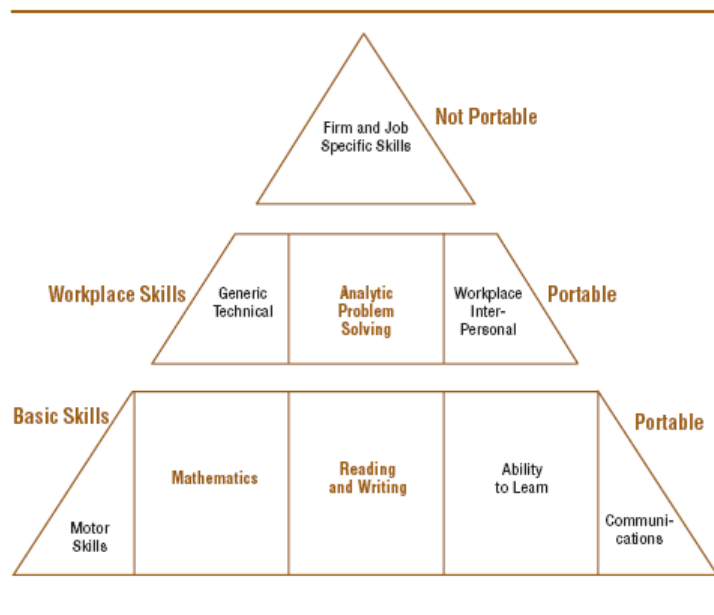 Not Portable
Firm and Job
Specific Skills
Workplace Skills
Generic
Technical
Analytic
Problem
Solving
Workplace
Inter-
Personal
Portable
Basic Skills
Portable
Mathematics
Reading
and Writing
Ability
to Learn
Motor
Skills
Communi-
cations